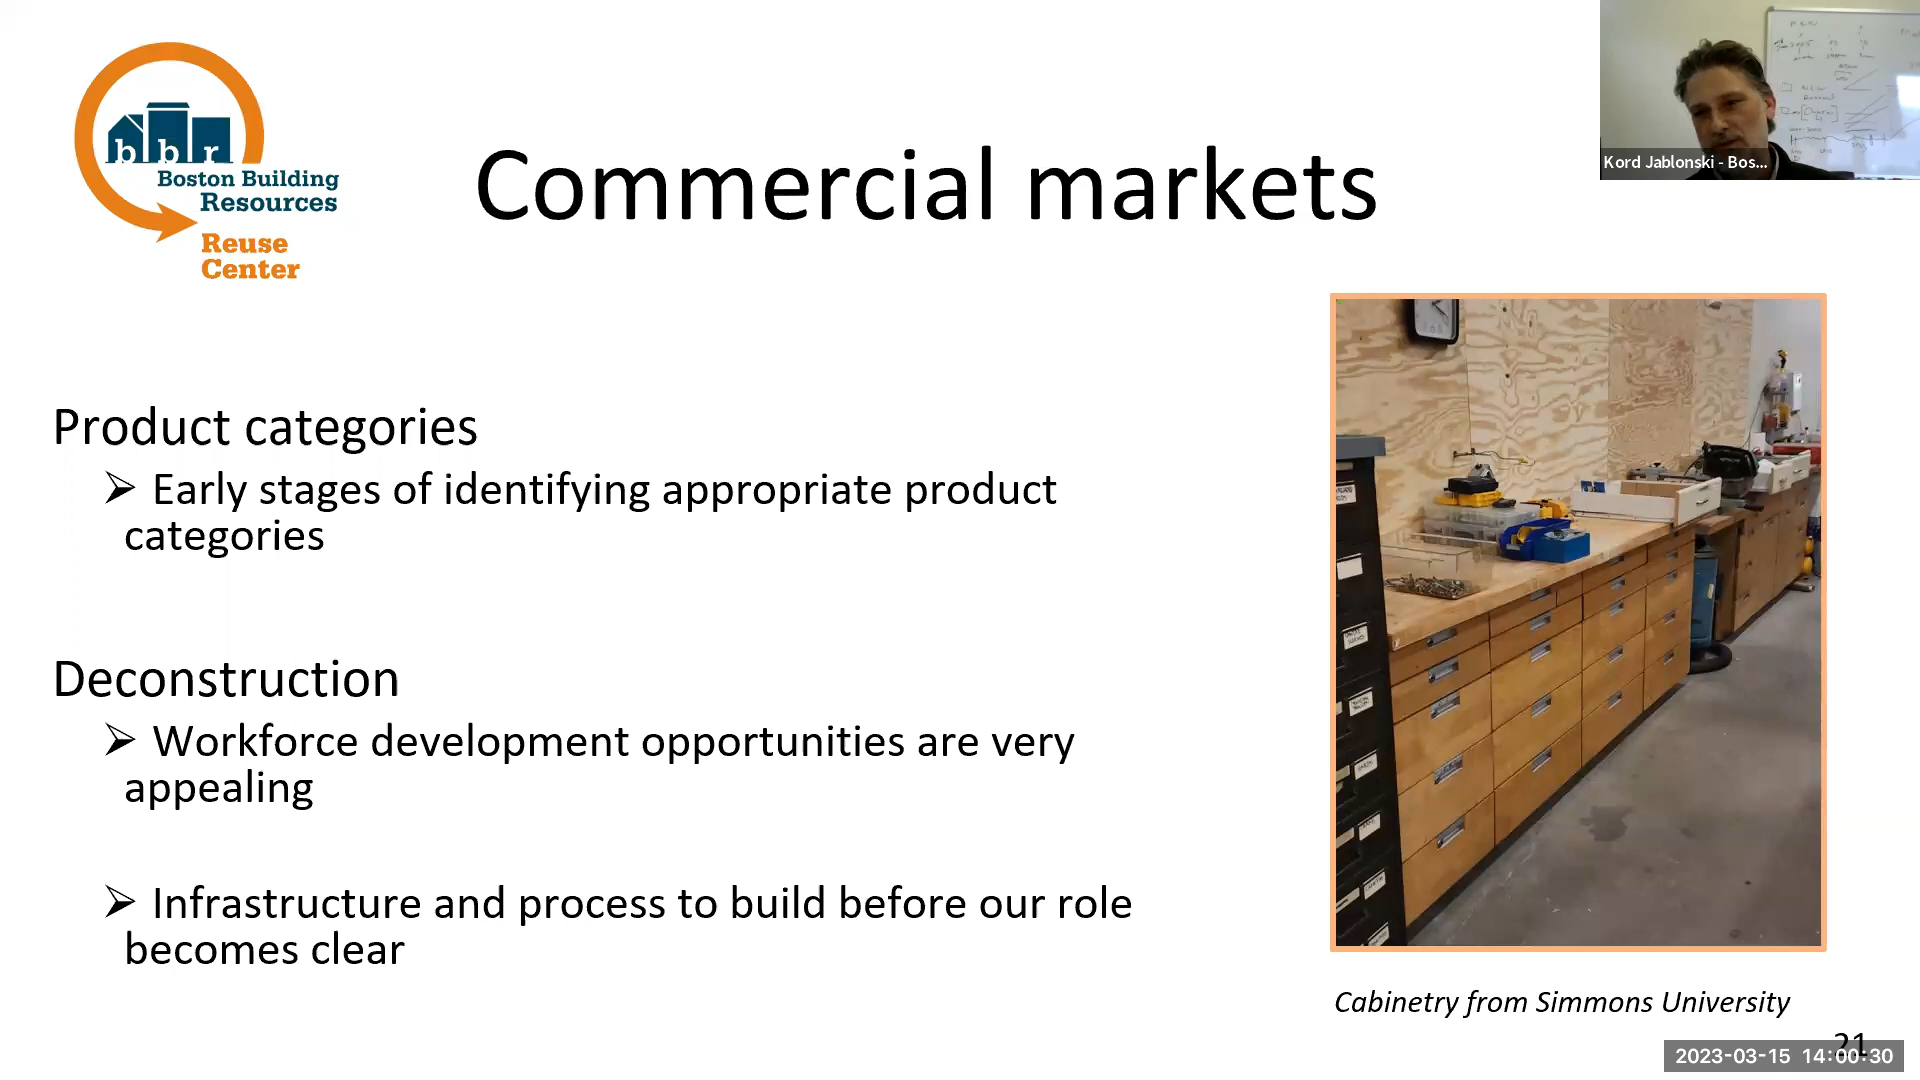 bbr
Boston Building
Resources
Reuse
Center
Commercial markets
Kord Jablonski - Bos...
Product categories
➢ Early stages of identifying appropriate product
categories
Deconstruction
➢ Workforce development opportunities are very
appealing
➢ Infrastructure and process to build before our role
becomes clear
Cabinetry from Simmons University
21
2023-03-15 14:00:30